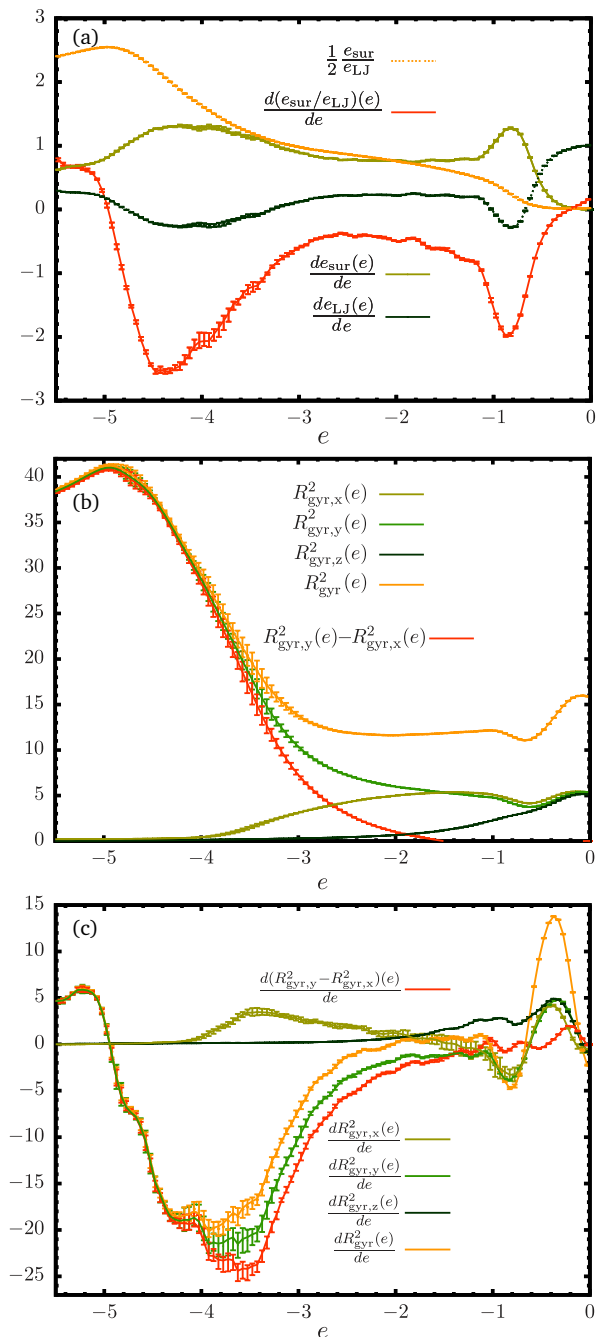 3
(a)
1/2 e_sur/e_LJ
2
d(e_sur/e_LJ)(e)/de
1
0
−1
de_sur(e)/de
−2
de_LJ(e)/de
−3
−5 −4 −3 −2 −1 0
e
(b)
40
R²_gyr,x(e)
35
R²_gyr,y(e)
30
R²_gyr,z(e)
R²_gyr(e)
25
R²_gyr,y(e)−R²_gyr,x(e)
20
15
10
5
0
−5 −4 −3 −2 −1 0
e
15
(c)
10
d(R²_gyr,y−R²_gyr,x)(e)/de
5
0
−5
−10
dR²_gyr,x(e)/de
dR²_gyr,y(e)/de
−15
dR²_gyr,z(e)/de
−20
dR²_gyr(e)/de
−25
−5 −4 −3 −2 −1 0
e